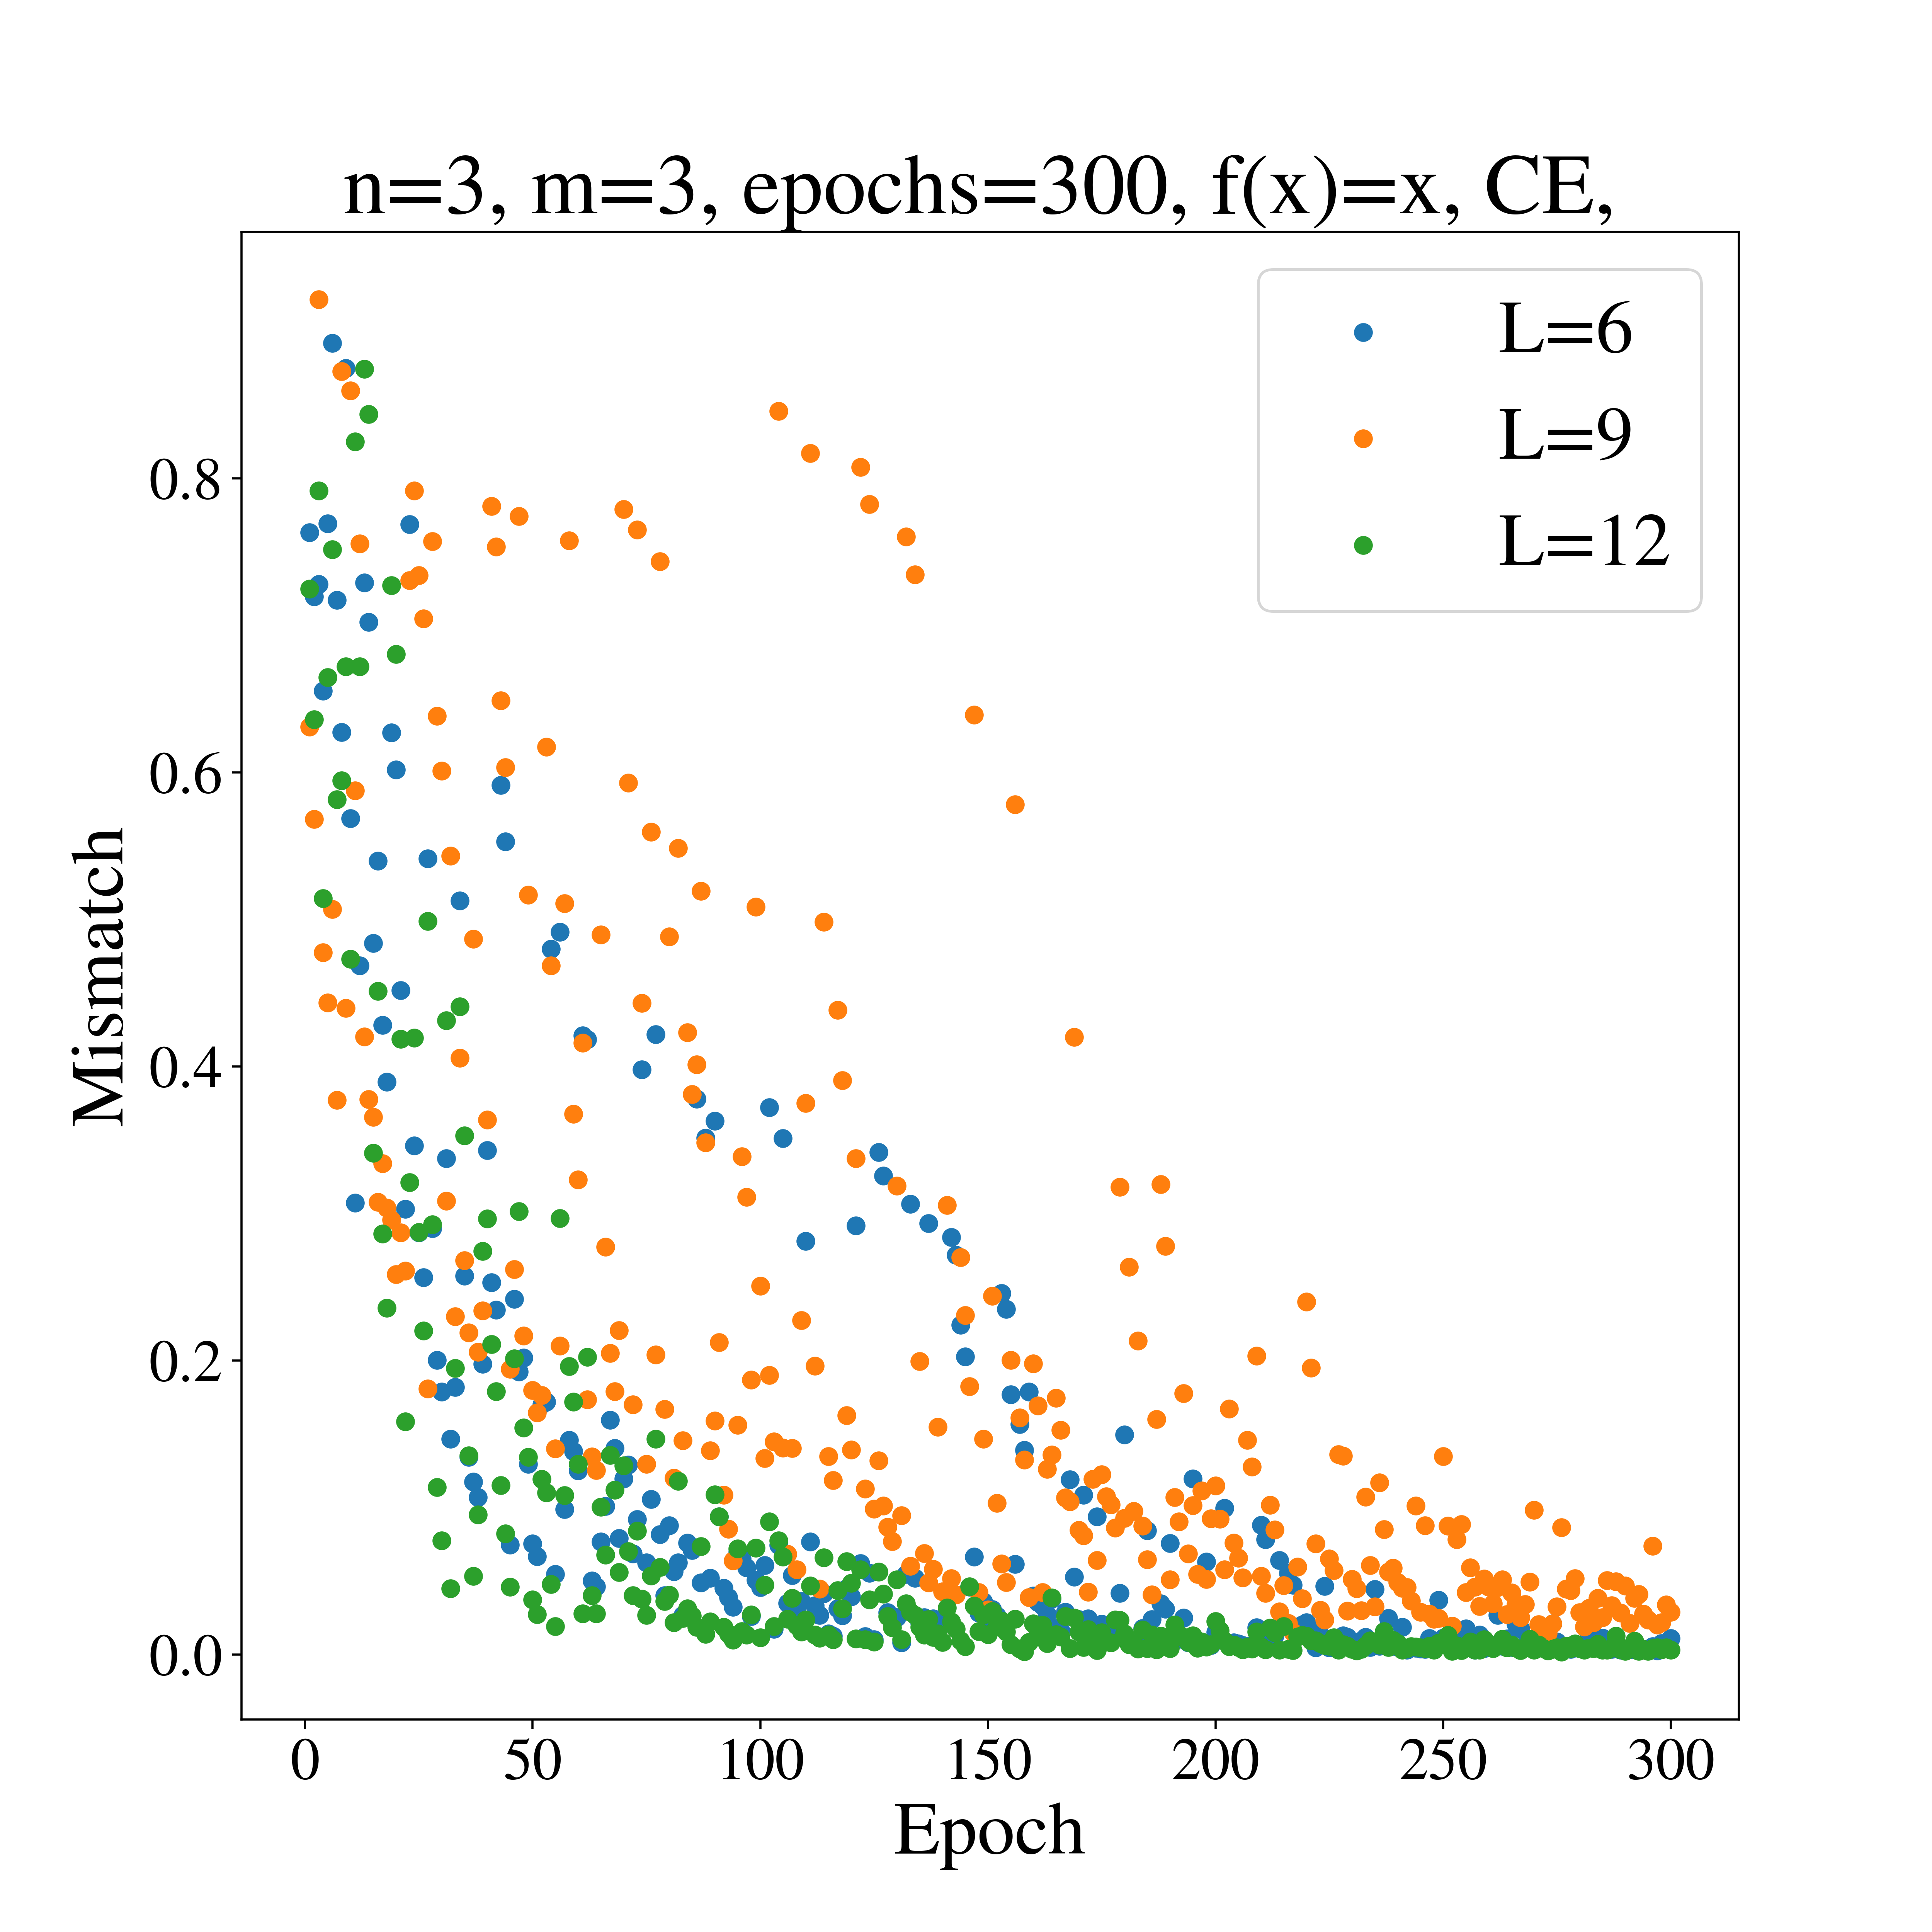 n=3, m=3, epochs=300, f(x)=x, CE,
L=6
L=9
L=12
Mismatch
0.8
0.6
0.4
0.2
0.0
0 50 100 150 200 250 300
Epoch